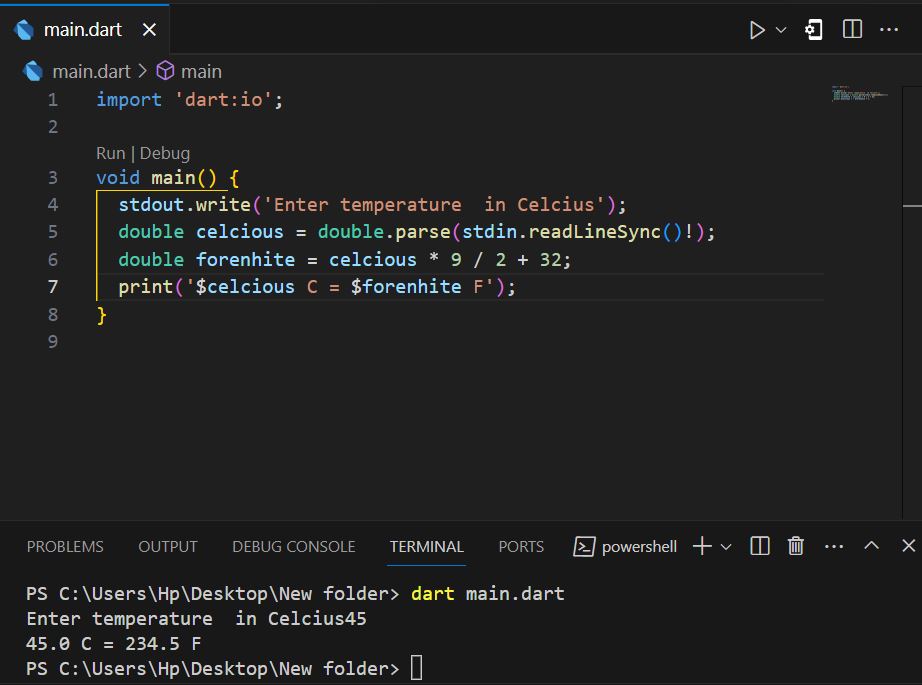 main.dart
main.dart > main
1 import 'dart:io';
2
Run | Debug
3 void main() {
4 stdout.write('Enter temperature  in Celcius');
5 double celcious = double.parse(stdin.readLineSync()!);
6 double forenhite = celcious * 9 / 2 + 32;
7 print('$celcious C = $forenhite F');
8 }
9
PROBLEMS OUTPUT DEBUG CONSOLE TERMINAL PORTS powershell
PS C:\Users\Hp\Desktop\New folder> dart main.dart
Enter temperature  in Celcius45
45.0 C = 234.5 F
PS C:\Users\Hp\Desktop\New folder>